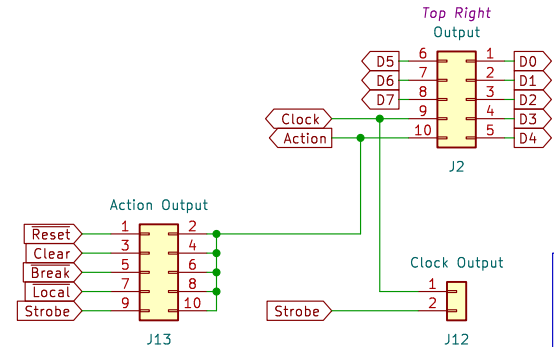 Top Right
Output
D5 6 1 D0
D6 7 2 D1
D7 8 3 D2
Clock 9 4 D3
Action 10 5 D4
J2
Action Output
Reset 1 2
Clear 3 4
Break 5 6
Local 7 8
Strobe 9 10
J13
Clock Output
1
Strobe 2
J12